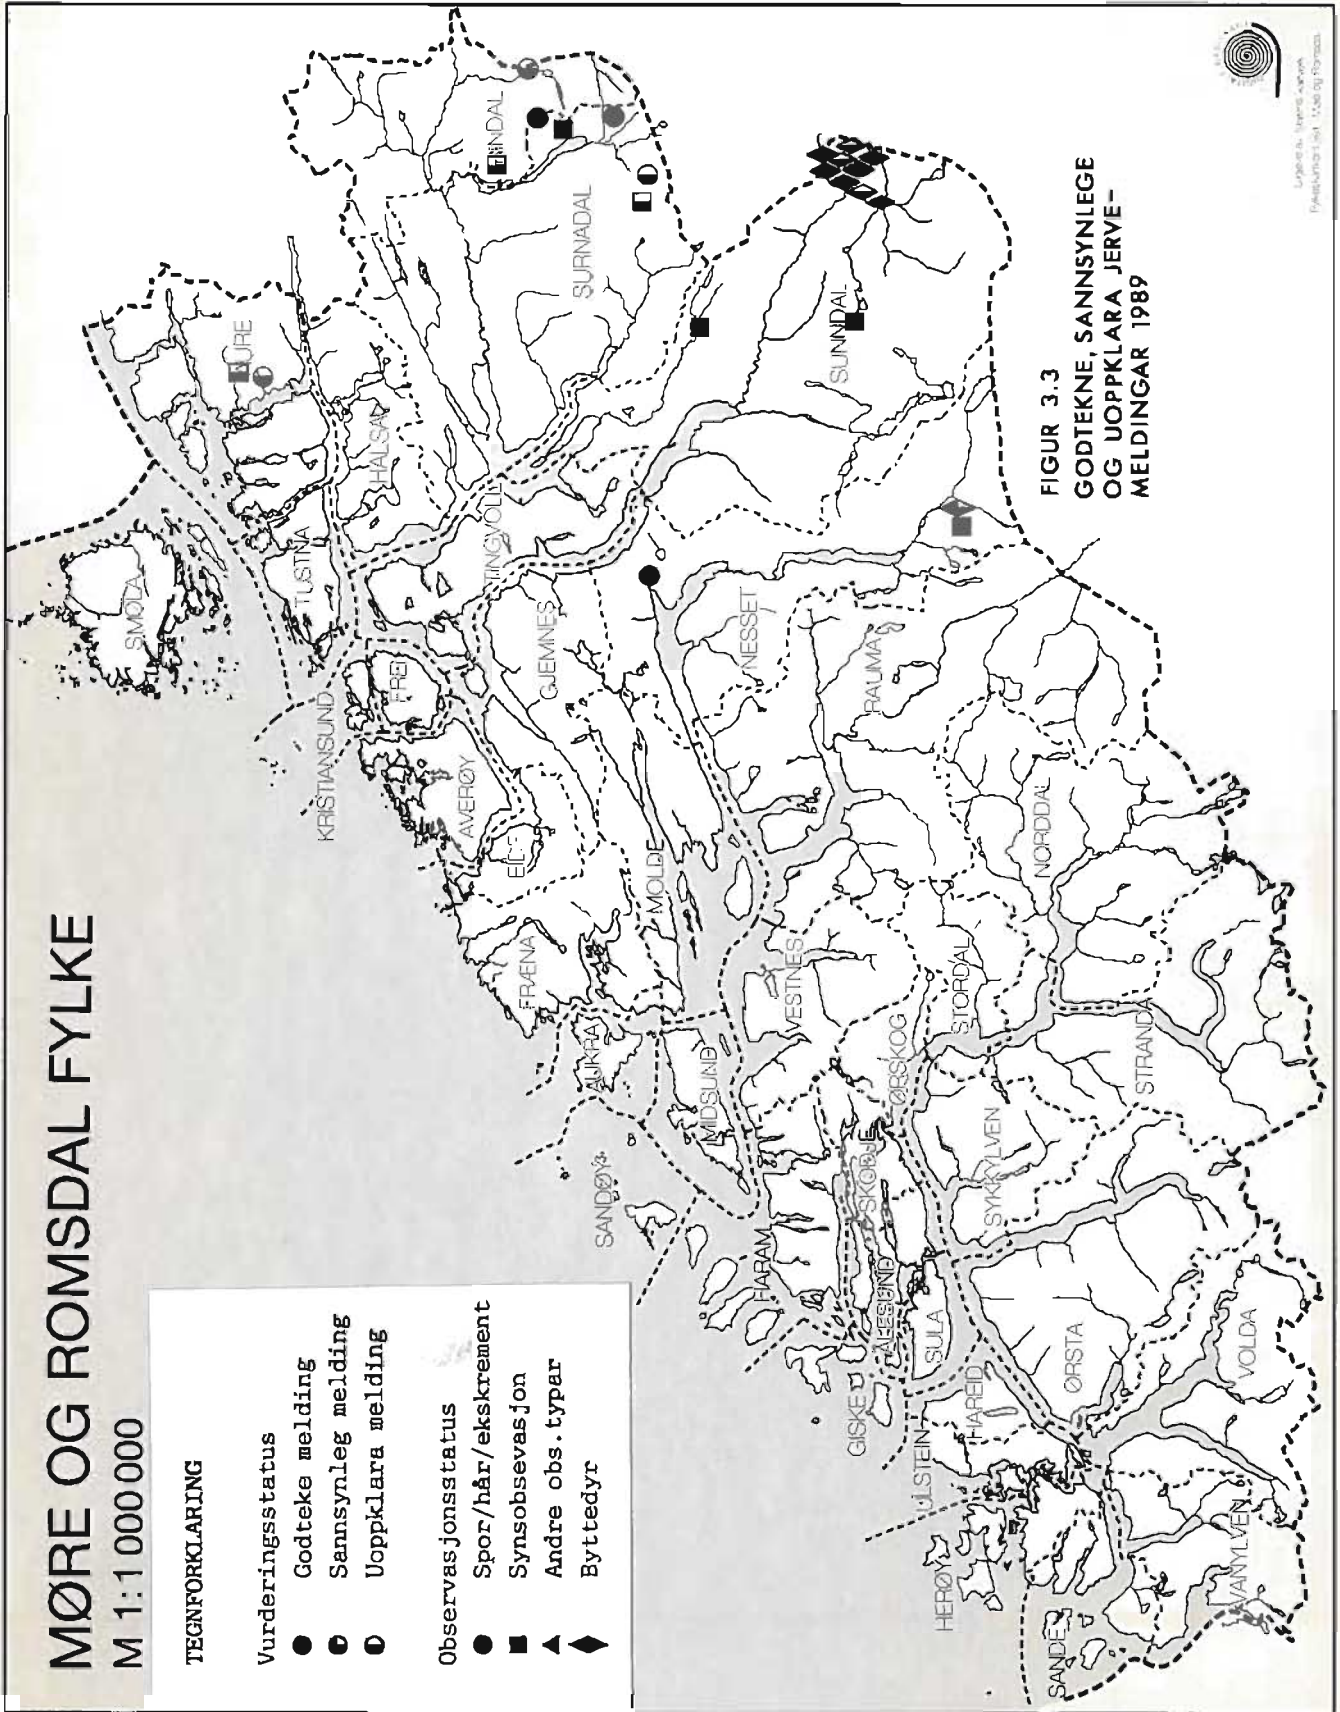 MØRE OG ROMSDAL FYLKE
M 1:1 000 000
TEGNFORKLARING
Vurderingsstatus
Godteke melding
Sannsynleg melding
Uoppklara melding
Observasjonsstatus
Spor/hår/ekskrement
Synsobsevasjon
Andre obs.typar
Byttedyr
SMØLA
KRISTIANSUND
TUSTNA
AURE
HALSA
FREI
AVERØY
EIDE
TINGVOLL
GJEMNES
SURNADAL
RINDAL
FRÆNA
AUKRA
SANDØY
MIDSUND
MOLDE
NESSET
SUNNDAL
RAUMA
VESTNES
HARAM
SKODJE
ØRSKOG
STORDAL
NORDDAL
GISKE
ÅLESUND
SULA
SYKKYLVEN
STRANDA
ULSTEIN
HAREID
ØRSTA
HERØY
SANDE
VANYLVEN
VOLDA
FIGUR 3.3
GODTEKNE, SANNSYNLEGE
OG UOPPKLARA JERVE-
MELDINGAR 1989